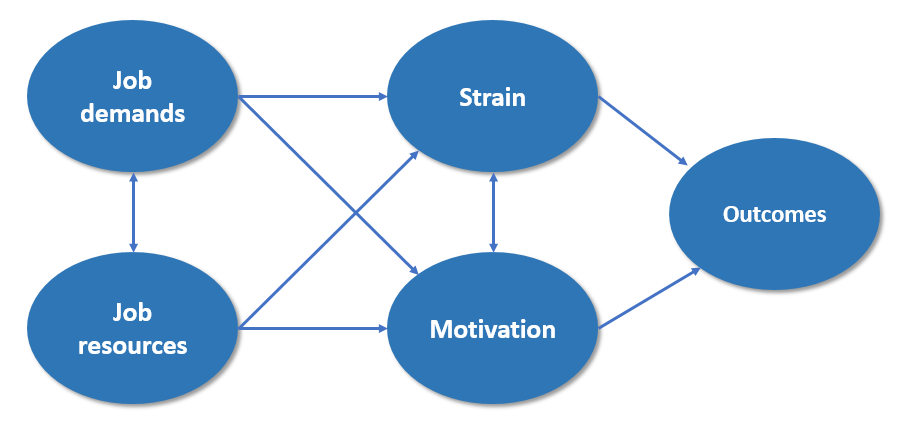 Job
demands
Strain
Outcomes
Job
resources
Motivation